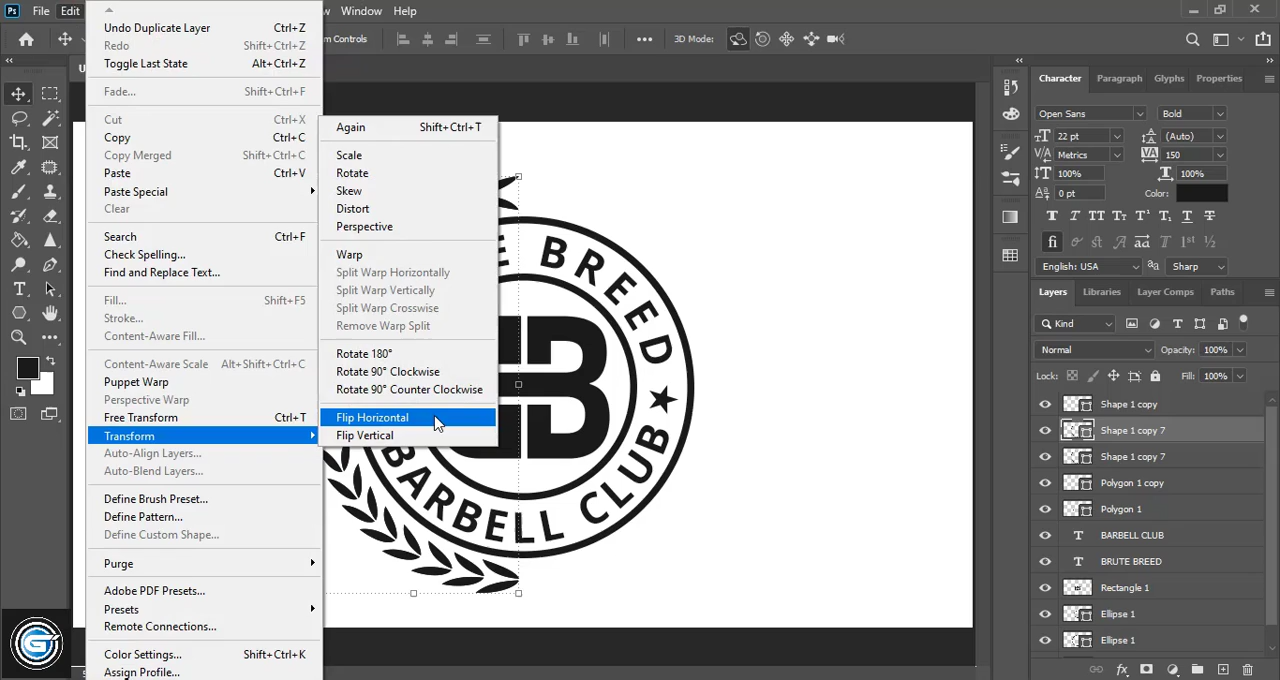 Ps File Edit Window Help
m Controls
3D Mode:
Undo Duplicate Layer Ctrl+Z
Redo Shift+Ctrl+Z
Toggle Last State Alt+Ctrl+Z
Fade... Shift+Ctrl+F
Cut Ctrl+X
Copy Ctrl+C
Copy Merged Shift+Ctrl+C
Paste Ctrl+V
Paste Special
Clear
Search Ctrl+F
Check Spelling...
Find and Replace Text...
Fill... Shift+F5
Stroke...
Content-Aware Fill...
Content-Aware Scale Alt+Shift+Ctrl+C
Puppet Warp
Perspective Warp
Free Transform Ctrl+T
Transform
Auto-Align Layers...
Auto-Blend Layers...
Define Brush Preset...
Define Pattern...
Define Custom Shape...
Purge
Adobe PDF Presets...
Presets
Remote Connections...
Color Settings... Shift+Ctrl+K
Assign Profile...
Again Shift+Ctrl+T
Scale
Rotate
Skew
Distort
Perspective
Warp
Split Warp Horizontally
Split Warp Vertically
Split Warp Crosswise
Remove Warp Split
Rotate 180°
Rotate 90° Clockwise
Rotate 90° Counter Clockwise
Flip Horizontal
Flip Vertical
E BREED
B
BARBELL CLUB
Character Paragraph Glyphs Properties
Open Sans Bold
22 pt (Auto)
Metrics 150
100% 100%
0 pt Color:
English: USA Sharp
Layers Libraries Layer Comps Paths
Kind
Normal Opacity: 100%
Lock: Fill: 100%
Shape 1 copy
Shape 1 copy 7
Shape 1 copy 7
Polygon 1 copy
Polygon 1
BARBELL CLUB
BRUTE BREED
Rectangle 1
Ellipse 1
Ellipse 1